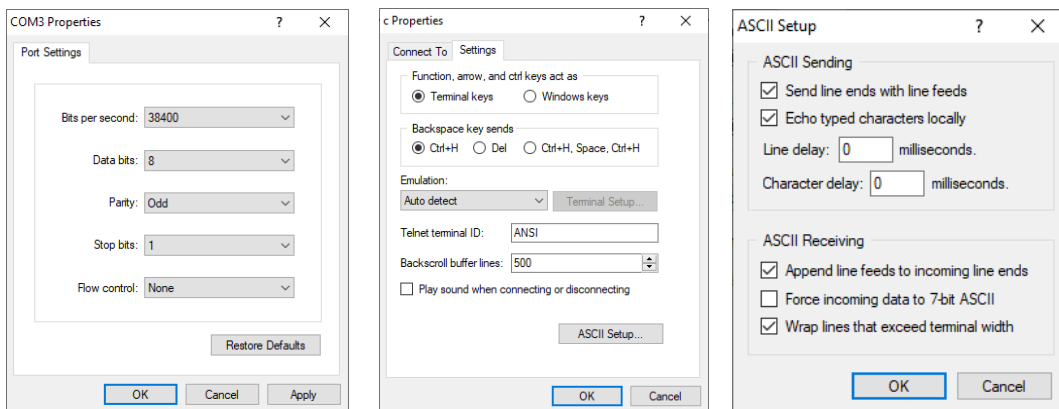 COM3 Properties ? ×
Port Settings
Bits per second: 38400
Data bits: 8
Parity: Odd
Stop bits: 1
Flow control: None
Restore Defaults
OK Cancel Apply
c Properties ? ×
Connect To Settings
Function, arrow, and ctrl keys act as
Terminal keys Windows keys
Backspace key sends
Ctrl+H Del Ctrl+H, Space, Ctrl+H
Emulation:
Auto detect Terminal Setup...
Telnet terminal ID: ANSI
Backscroll buffer lines: 500
Play sound when connecting or disconnecting
ASCII Setup...
OK Cancel
ASCII Setup ? ×
ASCII Sending
Send line ends with line feeds
Echo typed characters locally
Line delay: 0 milliseconds.
Character delay: 0 milliseconds.
ASCII Receiving
Append line feeds to incoming line ends
Force incoming data to 7-bit ASCII
Wrap lines that exceed terminal width
OK Cancel